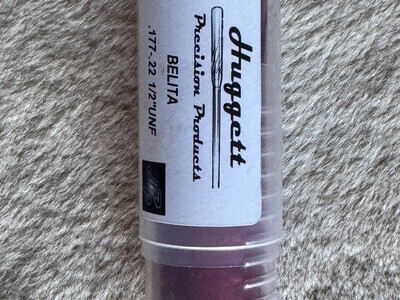 Huggett
Precision Products
BELITA
.177-.22 1/2"UNF